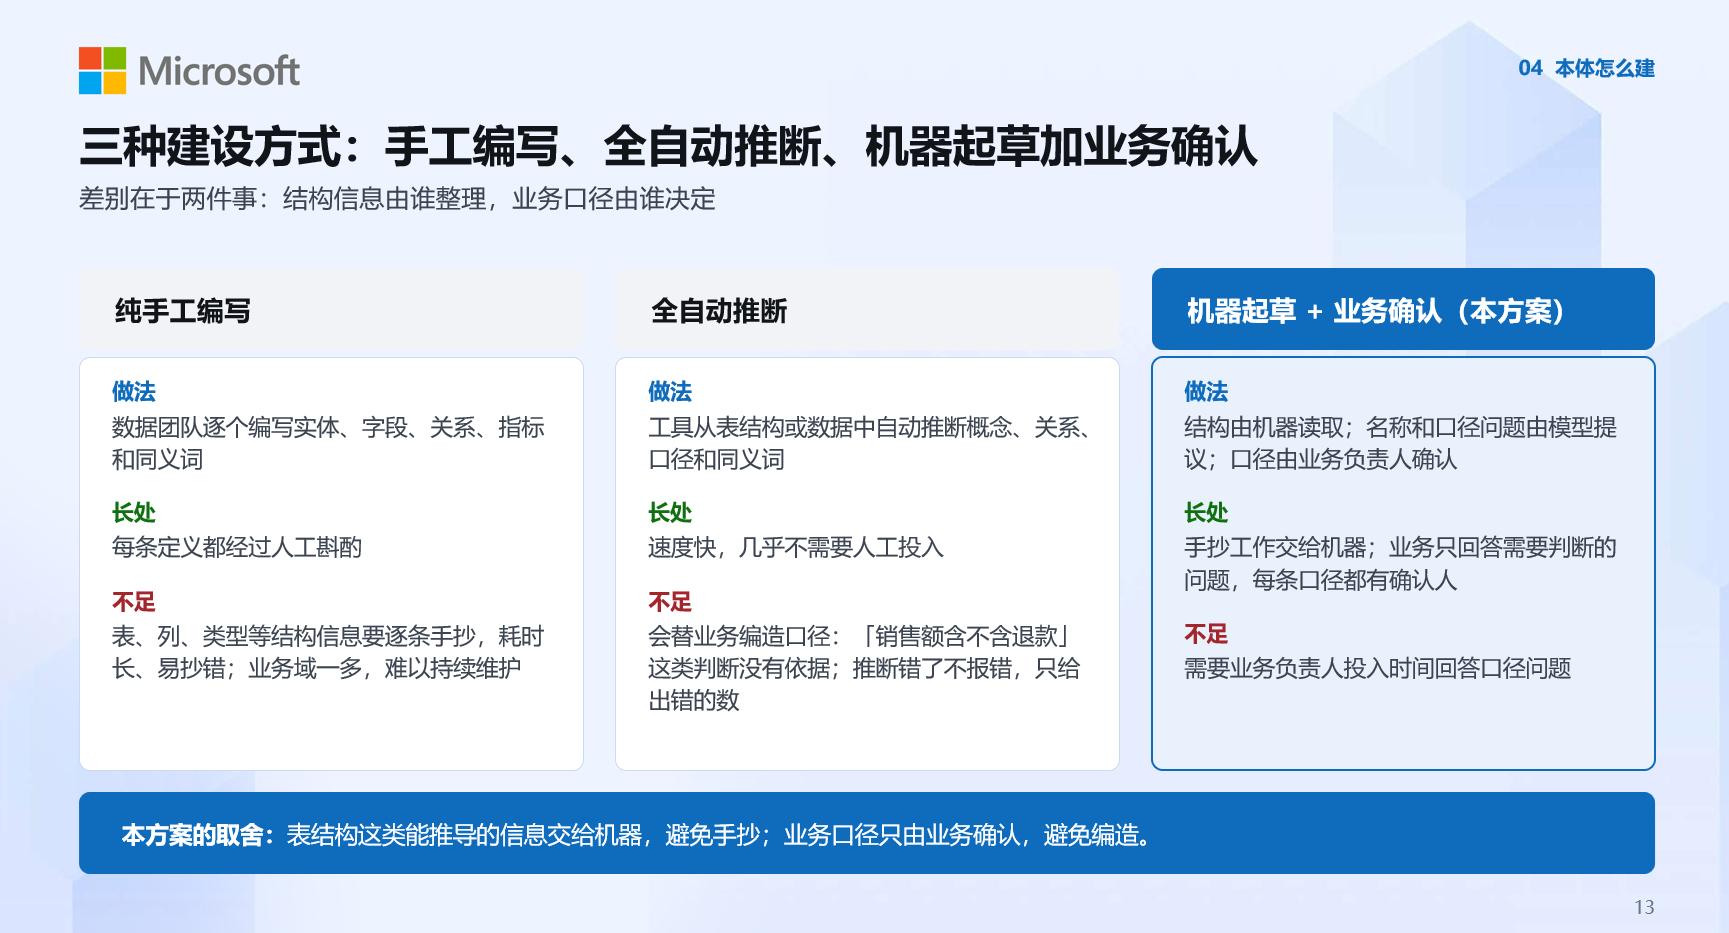 Microsoft
04 本体怎么建
三种建设方式：手工编写、全自动推断、机器起草加业务确认
差别在于两件事：结构信息由谁整理，业务口径由谁决定
纯手工编写
做法
数据团队逐个编写实体、字段、关系、指标
和同义词
长处
每条定义都经过人工斟酌
不足
表、列、类型等结构信息要逐条手抄，耗时
长、易抄错；业务域一多，难以持续维护
全自动推断
做法
工具从表结构或数据中自动推断概念、关系、
口径和同义词
长处
速度快，几乎不需要人工投入
不足
会替业务编造口径：「销售额含不含退款」
这类判断没有依据；推断错了不报错，只给
出错的数
机器起草 + 业务确认（本方案）
做法
结构由机器读取；名称和口径问题由模型提
议；口径由业务负责人确认
长处
手抄工作交给机器；业务只回答需要判断的
问题，每条口径都有确认人
不足
需要业务负责人投入时间回答口径问题
本方案的取舍：表结构这类能推导的信息交给机器，避免手抄；业务口径只由业务确认，避免编造。
13